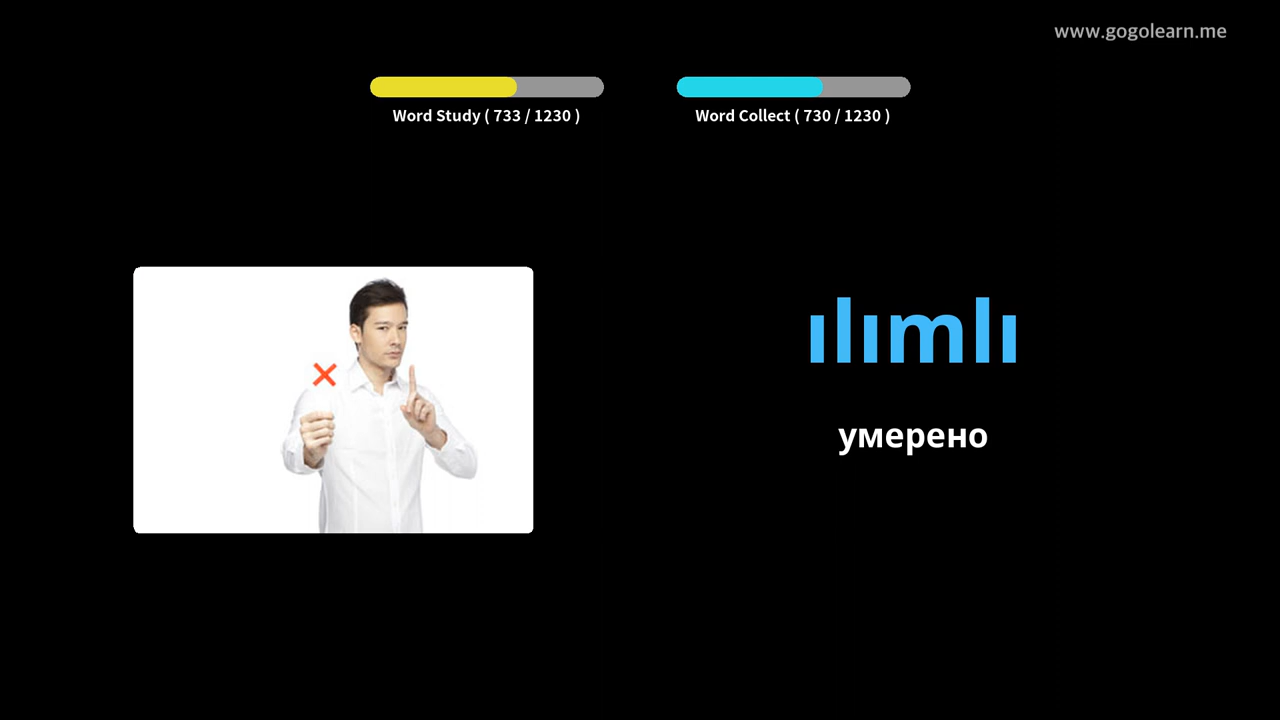 www.gogolearn.me
Word Study ( 733 / 1230 )
Word Collect ( 730 / 1230 )
ılımlı
умерено